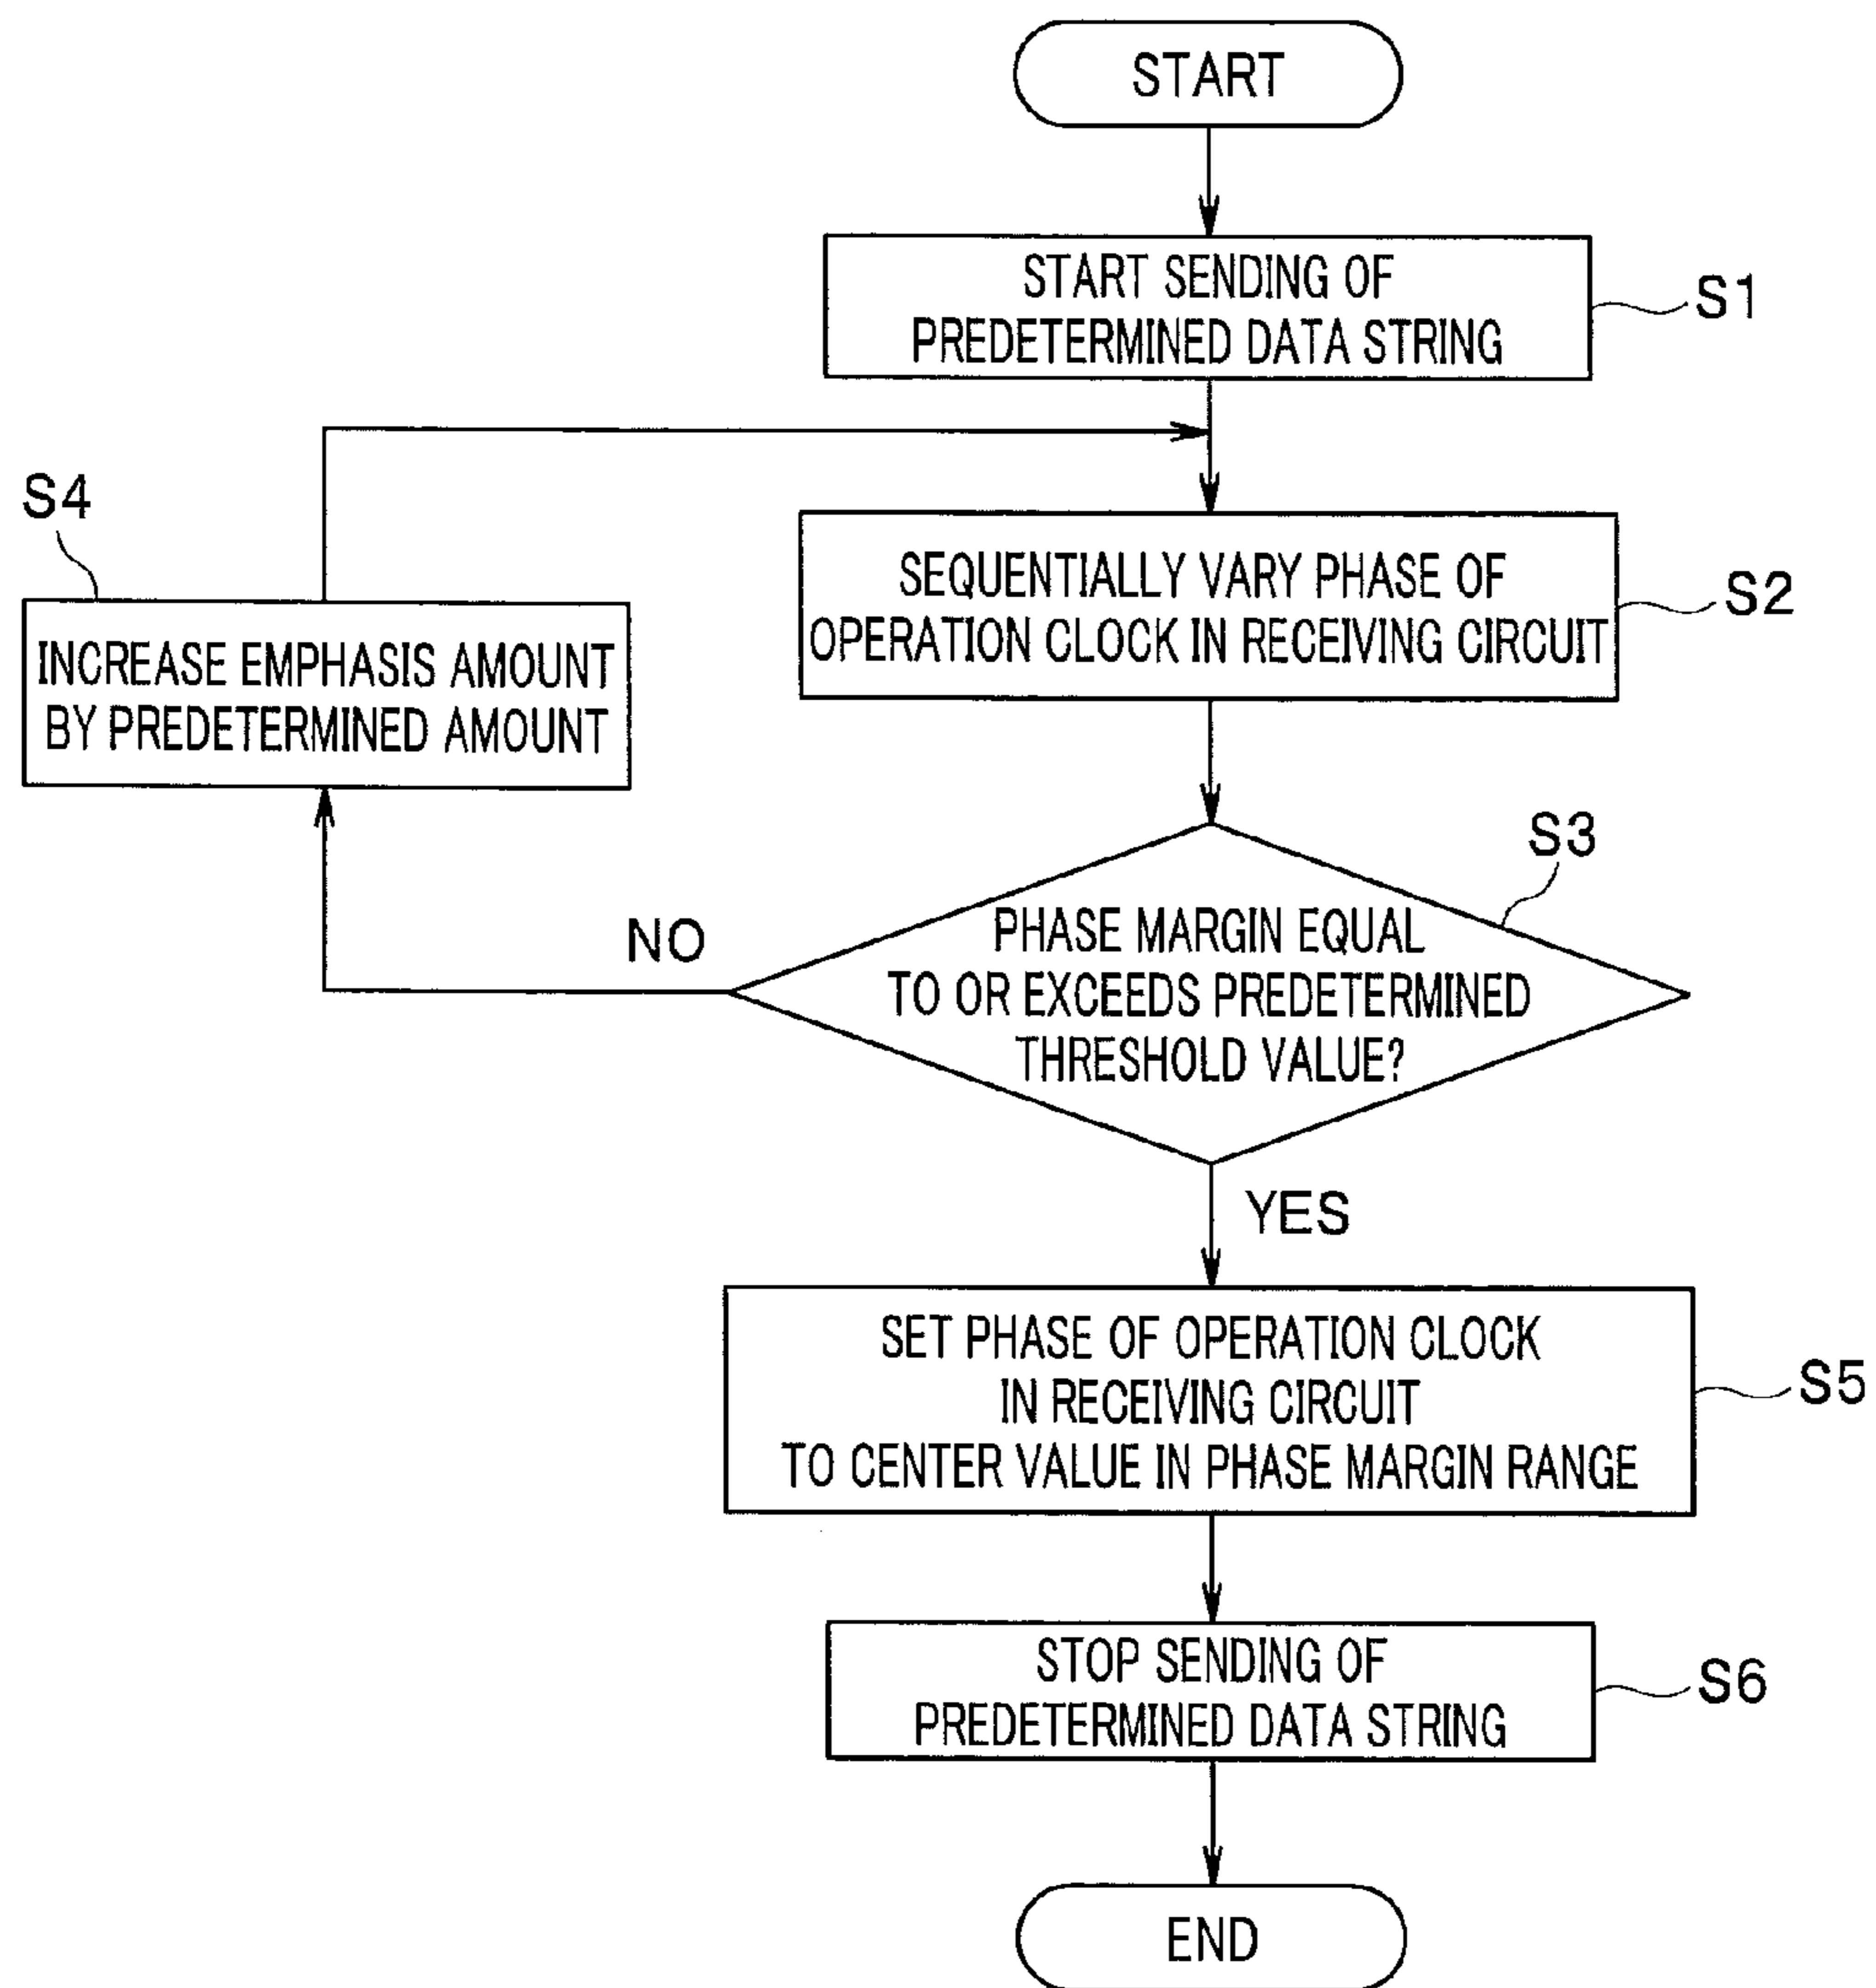 START
START SENDING OF
PREDETERMINED DATA STRING
S1
SEQUENTIALLY VARY PHASE OF
OPERATION CLOCK IN RECEIVING CIRCUIT
S2
S4
INCREASE EMPHASIS AMOUNT
BY PREDETERMINED AMOUNT
S3
PHASE MARGIN EQUAL
TO OR EXCEEDS PREDETERMINED
THRESHOLD VALUE?
NO
YES
SET PHASE OF OPERATION CLOCK
IN RECEIVING CIRCUIT
TO CENTER VALUE IN PHASE MARGIN RANGE
S5
STOP SENDING OF
PREDETERMINED DATA STRING
S6
END